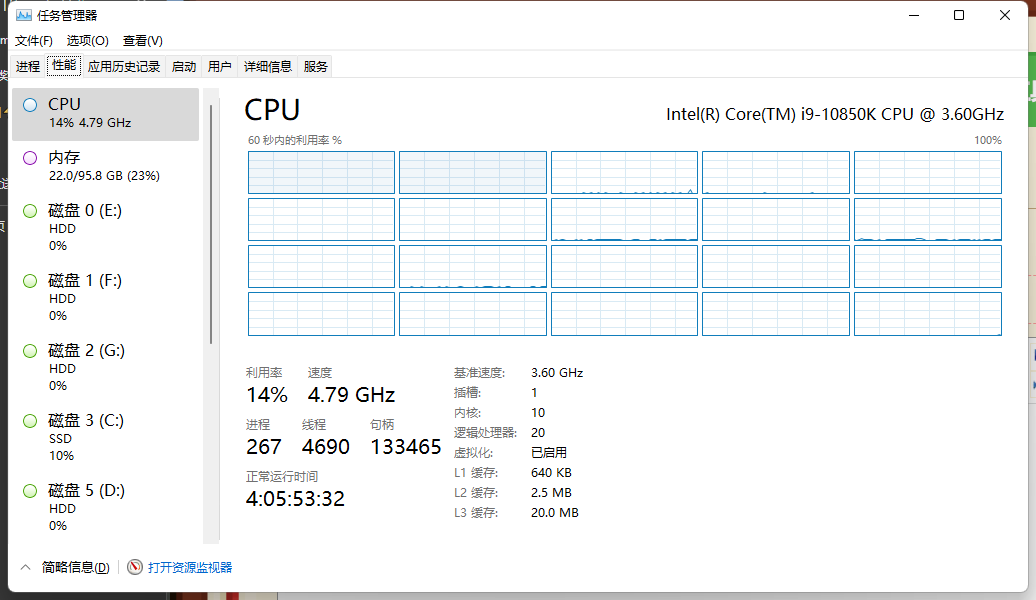 任务管理器
文件(F) 选项(O) 查看(V)
进程 性能 应用历史记录 启动 用户 详细信息 服务
CPU
14% 4.79 GHz
内存
22.0/95.8 GB (23%)
磁盘 0 (E:)
HDD
0%
磁盘 1 (F:)
HDD
0%
磁盘 2 (G:)
HDD
0%
磁盘 3 (C:)
SSD
10%
磁盘 5 (D:)
HDD
0%
CPU
Intel(R) Core(TM) i9-10850K CPU @ 3.60GHz
60 秒内的利用率 %
100%
利用率 速度
14% 4.79 GHz
进程 线程 句柄
267 4690 133465
正常运行时间
4:05:53:32
基准速度: 3.60 GHz
插槽: 1
内核: 10
逻辑处理器: 20
虚拟化: 已启用
L1 缓存: 640 KB
L2 缓存: 2.5 MB
L3 缓存: 20.0 MB
简略信息(D)
打开资源监视器